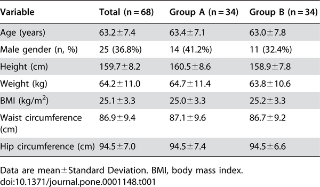 Variable Total (n = 68) Group A (n = 34) Group B (n = 34)
Age (years) 63.2±7.4 63.4±7.1 63.0±7.8
Male gender (n, %) 25 (36.8%) 14 (41.2%) 11 (32.4%)
Height (cm) 159.7±8.2 160.5±8.6 158.9±7.8
Weight (kg) 64.2±11.0 64.7±11.4 63.8±10.6
BMI (kg/m²) 25.1±3.3 25.0±3.3 25.2±3.3
Waist circumference 86.9±9.4 87.1±9.6 86.7±9.2
(cm)
Hip circumference (cm) 94.5±7.0 94.5±7.4 94.5±6.6
Data are mean±Standard Deviation. BMI, body mass index.
doi:10.1371/journal.pone.0001148.t001